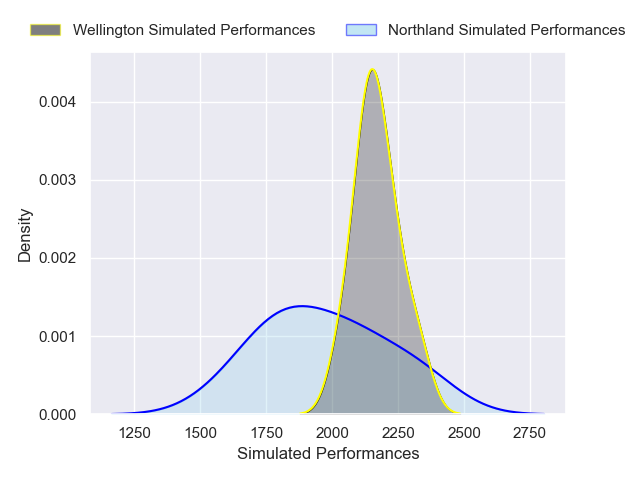 Wellington Simulated Performances Northland Simulated Performances
0.004
0.003
0.002
0.001
0.000
Density
1250 1500 1750 2000 2250 2500 2750
Simulated Performances